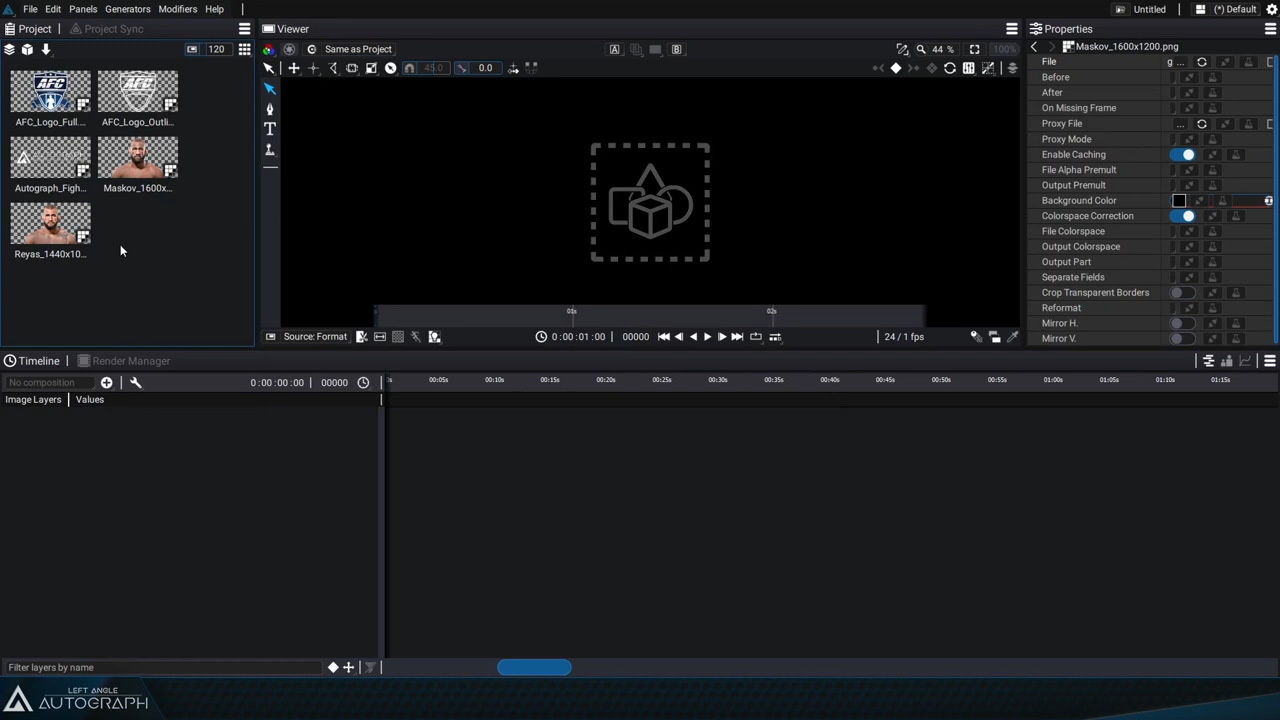 File Edit Panels Generators Modifiers Help Untitled (*) Default
Project Project Sync Viewer Properties
120 Same as Project A B 44 % 100% Maskov_1600x1200.png
45.0 0.0
AFC_Logo_Full.... AFC_Logo_Outli...
Autograph_Figh... Maskov_1600x...
Reyas_1440x10...
01s 02s
Source: Format 0:00:01:00 00000 24 / 1 fps
File g ...
Before
After
On Missing Frame
Proxy File ...
Proxy Mode
Enable Caching
File Alpha Premult
Output Premult
Background Color
Colorspace Correction
File Colorspace
Output Colorspace
Output Part
Separate Fields
Crop Transparent Borders
Reformat
Mirror H.
Mirror V.
Timeline Render Manager
No composition 0:00:00:00 00000 00:05s 00:10s 00:15s 00:20s 00:25s 00:30s 00:35s 00:40s 00:45s 00:50s 00:55s 01:00s 01:05s 01:10s 01:15s
Image Layers Values
Filter layers by name
LEFT ANGLE
AUTOGRAPH